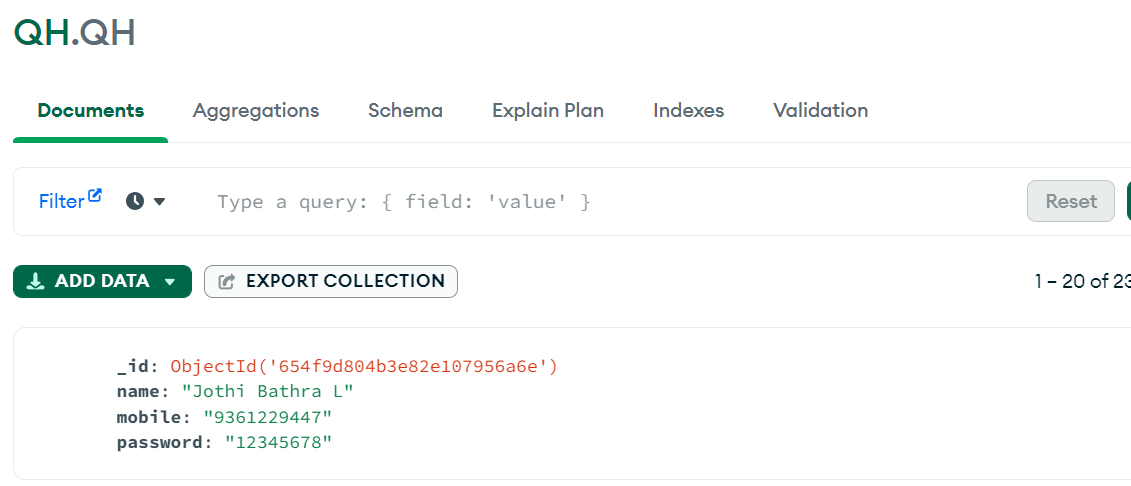 QH.QH
Documents Aggregations Schema Explain Plan Indexes Validation
Filter Type a query: { field: 'value' } Reset
ADD DATA EXPORT COLLECTION 1 – 20 of 23
_id: ObjectId('654f9d804b3e82e107956a6e')
name: "Jothi Bathra L"
mobile: "9361229447"
password: "12345678"